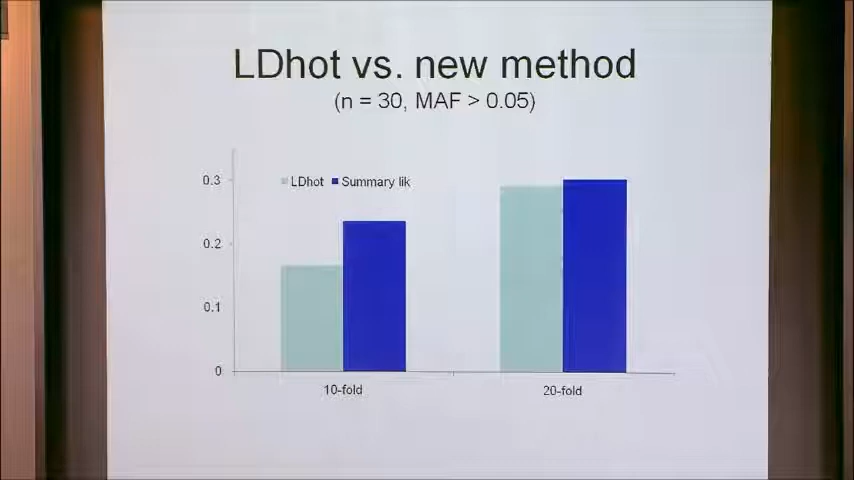 LDhot vs. new method
(n = 30, MAF > 0.05)
0.3
LDhot Summary lik
0.2
0.1
0
10-fold 20-fold